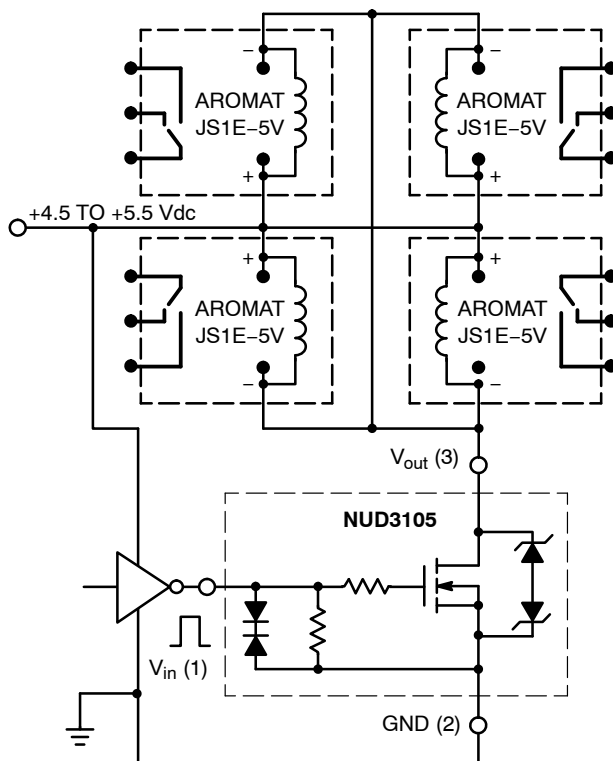 − −
AROMAT
JS1E−5V
AROMAT
JS1E−5V
+ +
+4.5 TO +5.5 Vdc
+ +
AROMAT
JS1E−5V
AROMAT
JS1E−5V
− −
Vout (3)
NUD3105
Vin (1)
GND (2)